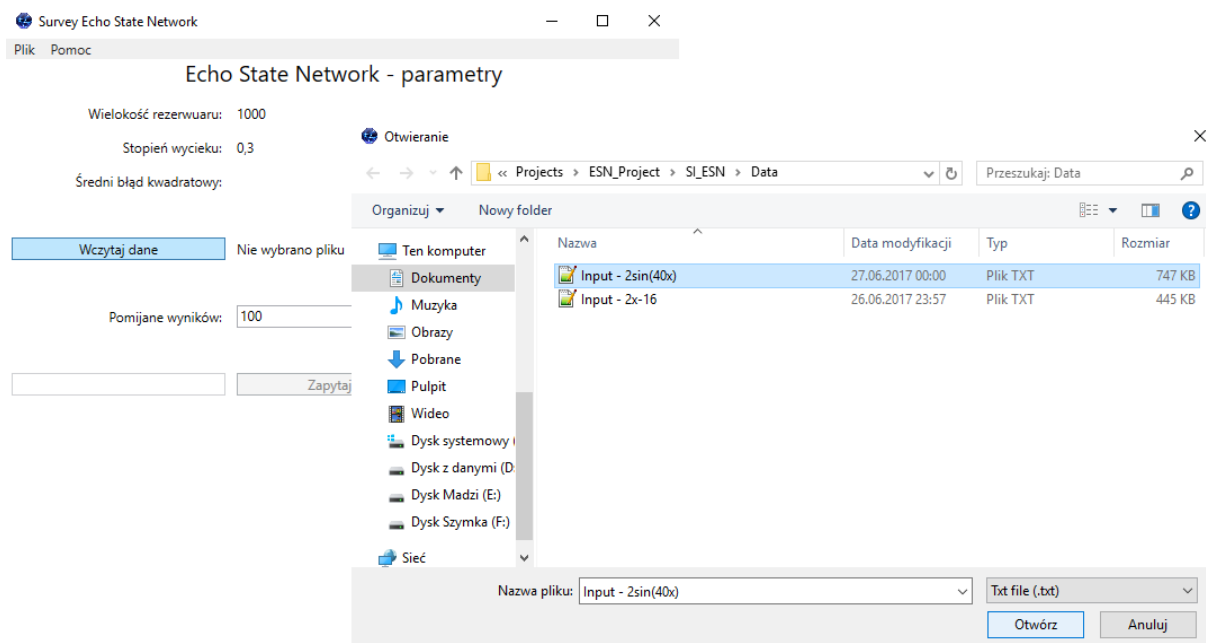 Survey Echo State Network
Plik Pomoc
Echo State Network - parametry
Wielokość rezerwuaru: 1000
Stopień wycieku: 0,3
Średni błąd kwadratowy:
Wczytaj dane Nie wybrano pliku
Pomijane wyników: 100
Zapytaj
Otwieranie
« Projects > ESN_Project > SI_ESN > Data
Przeszukaj: Data
Organizuj Nowy folder
Ten komputer
Dokumenty
Muzyka
Obrazy
Pobrane
Pulpit
Wideo
Dysk systemowy (
Dysk z danymi (D:
Dysk Madzi (E:)
Dysk Szymka (F:)
Sieć
Nazwa Data modyfikacji Typ Rozmiar
Input - 2sin(40x) 27.06.2017 00:00 Plik TXT 747 KB
Input - 2x-16 26.06.2017 23:57 Plik TXT 445 KB
Nazwa pliku: Input - 2sin(40x) Txt file (.txt)
Otwórz Anuluj